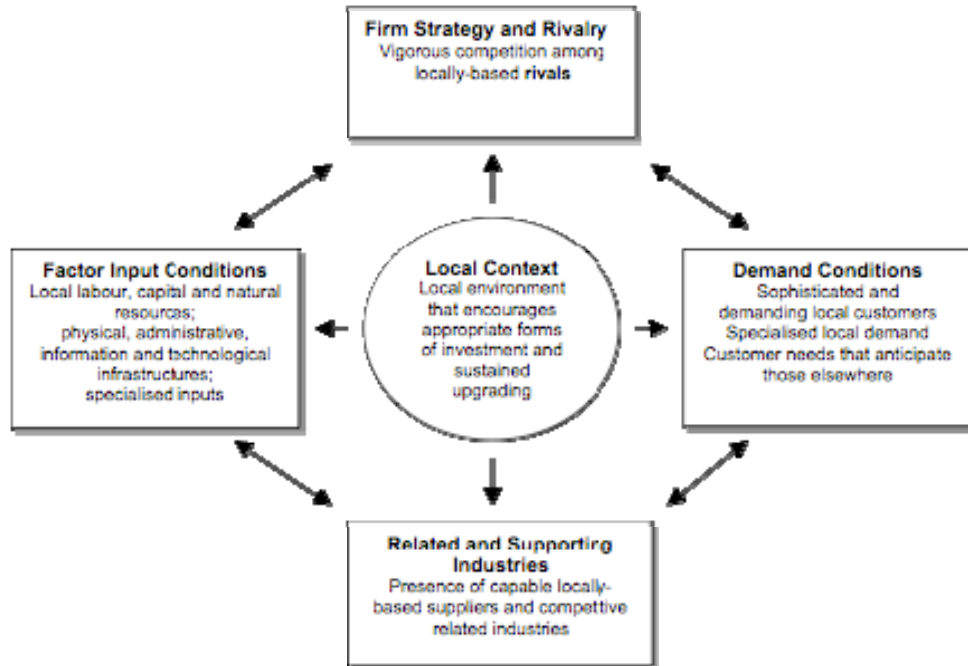 Firm Strategy and Rivalry
Vigorous competition among
locally-based rivals
Factor Input Conditions
Local labour, capital and natural
resources;
physical, administrative,
information and technological
infrastructures;
specialised inputs
Local Context
Local environment
that encourages
appropriate forms
of investment and
sustained
upgrading
Demand Conditions
Sophisticated and
demanding local customers
Specialised local demand
Customer needs that anticipate
those elsewhere
Related and Supporting
Industries
Presence of capable locally-
based suppliers and competitive
related industries